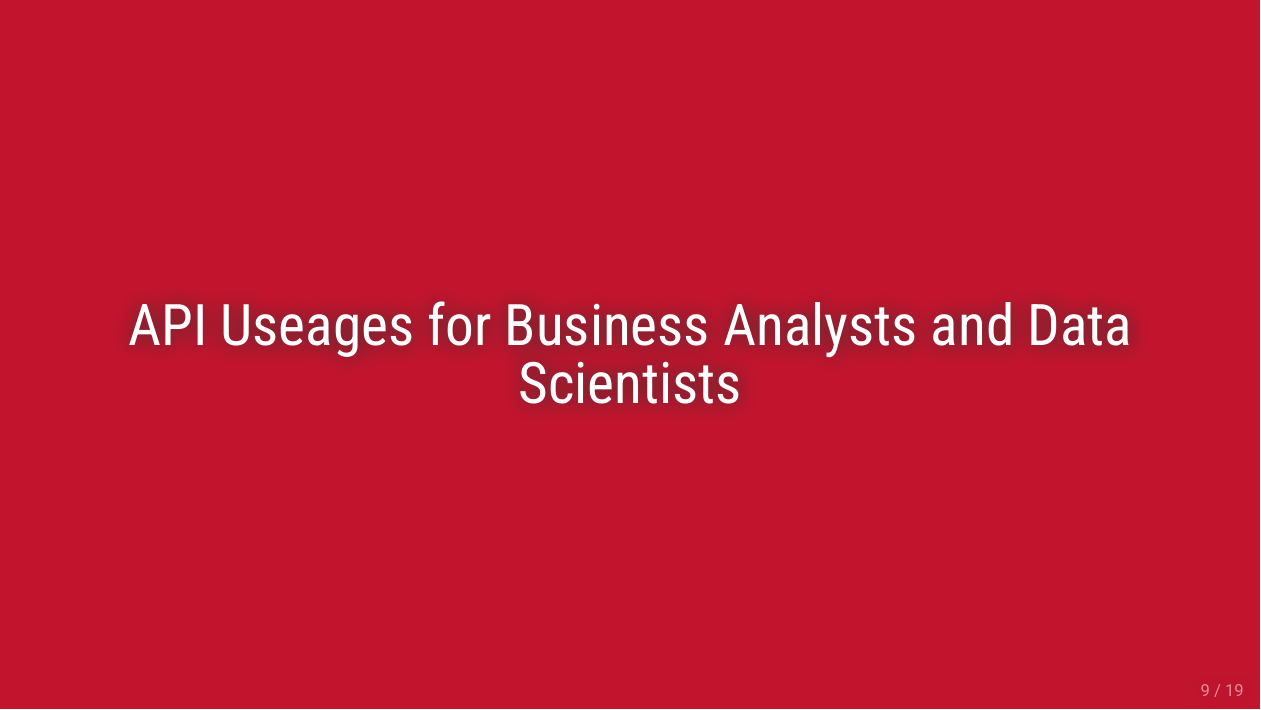 API Useages for Business Analysts and Data
Scientists
9 / 19